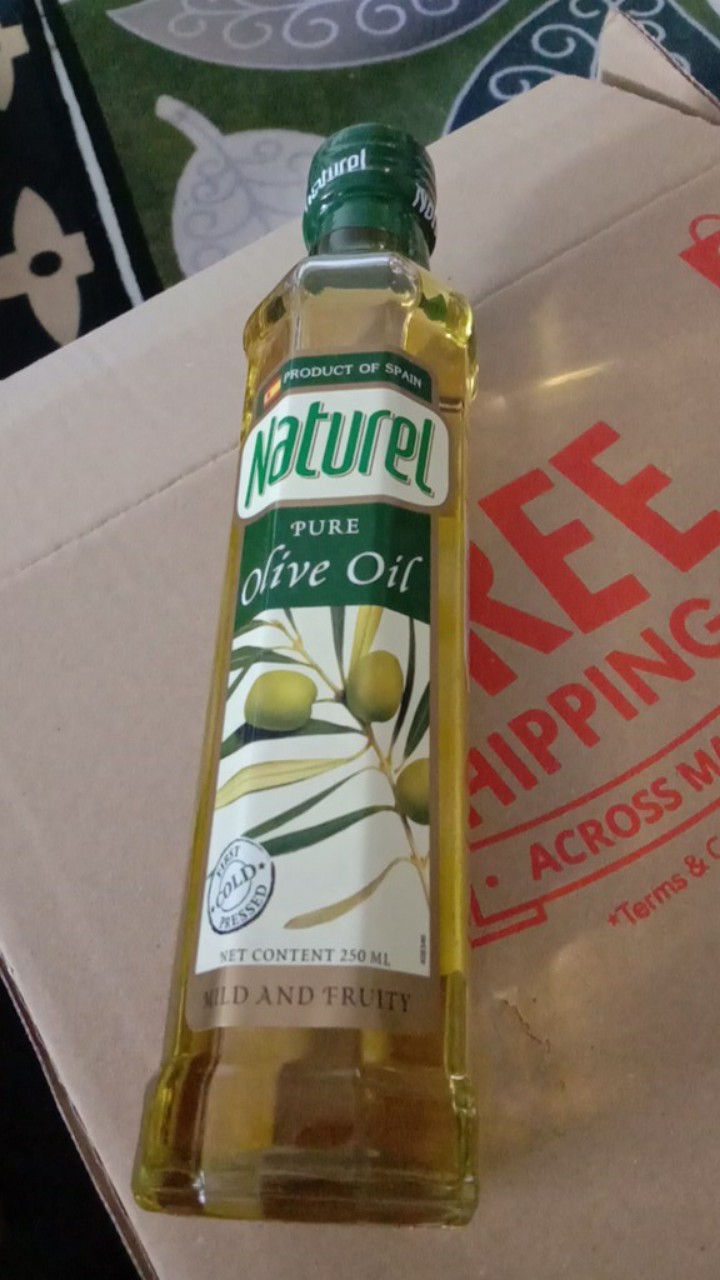 Naturel
PRODUCT OF SPAIN
Naturel
PURE
Olive Oil
FIRST
COLD
PRESSED
NET CONTENT 250 ML
MILD AND FRUITY
REE
HIPPING
ACROSS
*Terms &